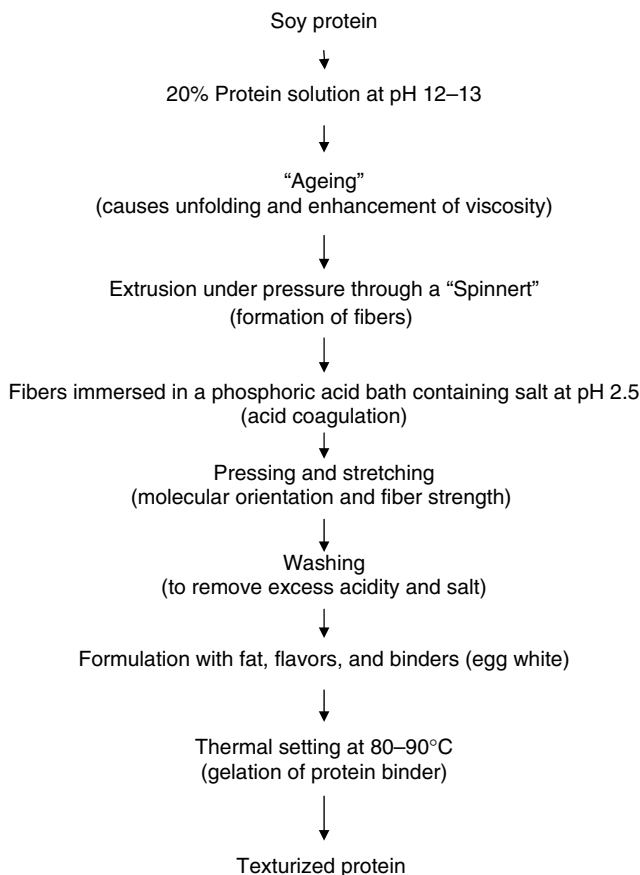 Soy protein
20% Protein solution at pH 12–13
“Ageing”
(causes unfolding and enhancement of viscosity)
Extrusion under pressure through a “Spinnert”
(formation of fibers)
Fibers immersed in a phosphoric acid bath containing salt at pH 2.5
(acid coagulation)
Pressing and stretching
(molecular orientation and fiber strength)
Washing
(to remove excess acidity and salt)
Formulation with fat, flavors, and binders (egg white)
Thermal setting at 80–90°C
(gelation of protein binder)
Texturized protein